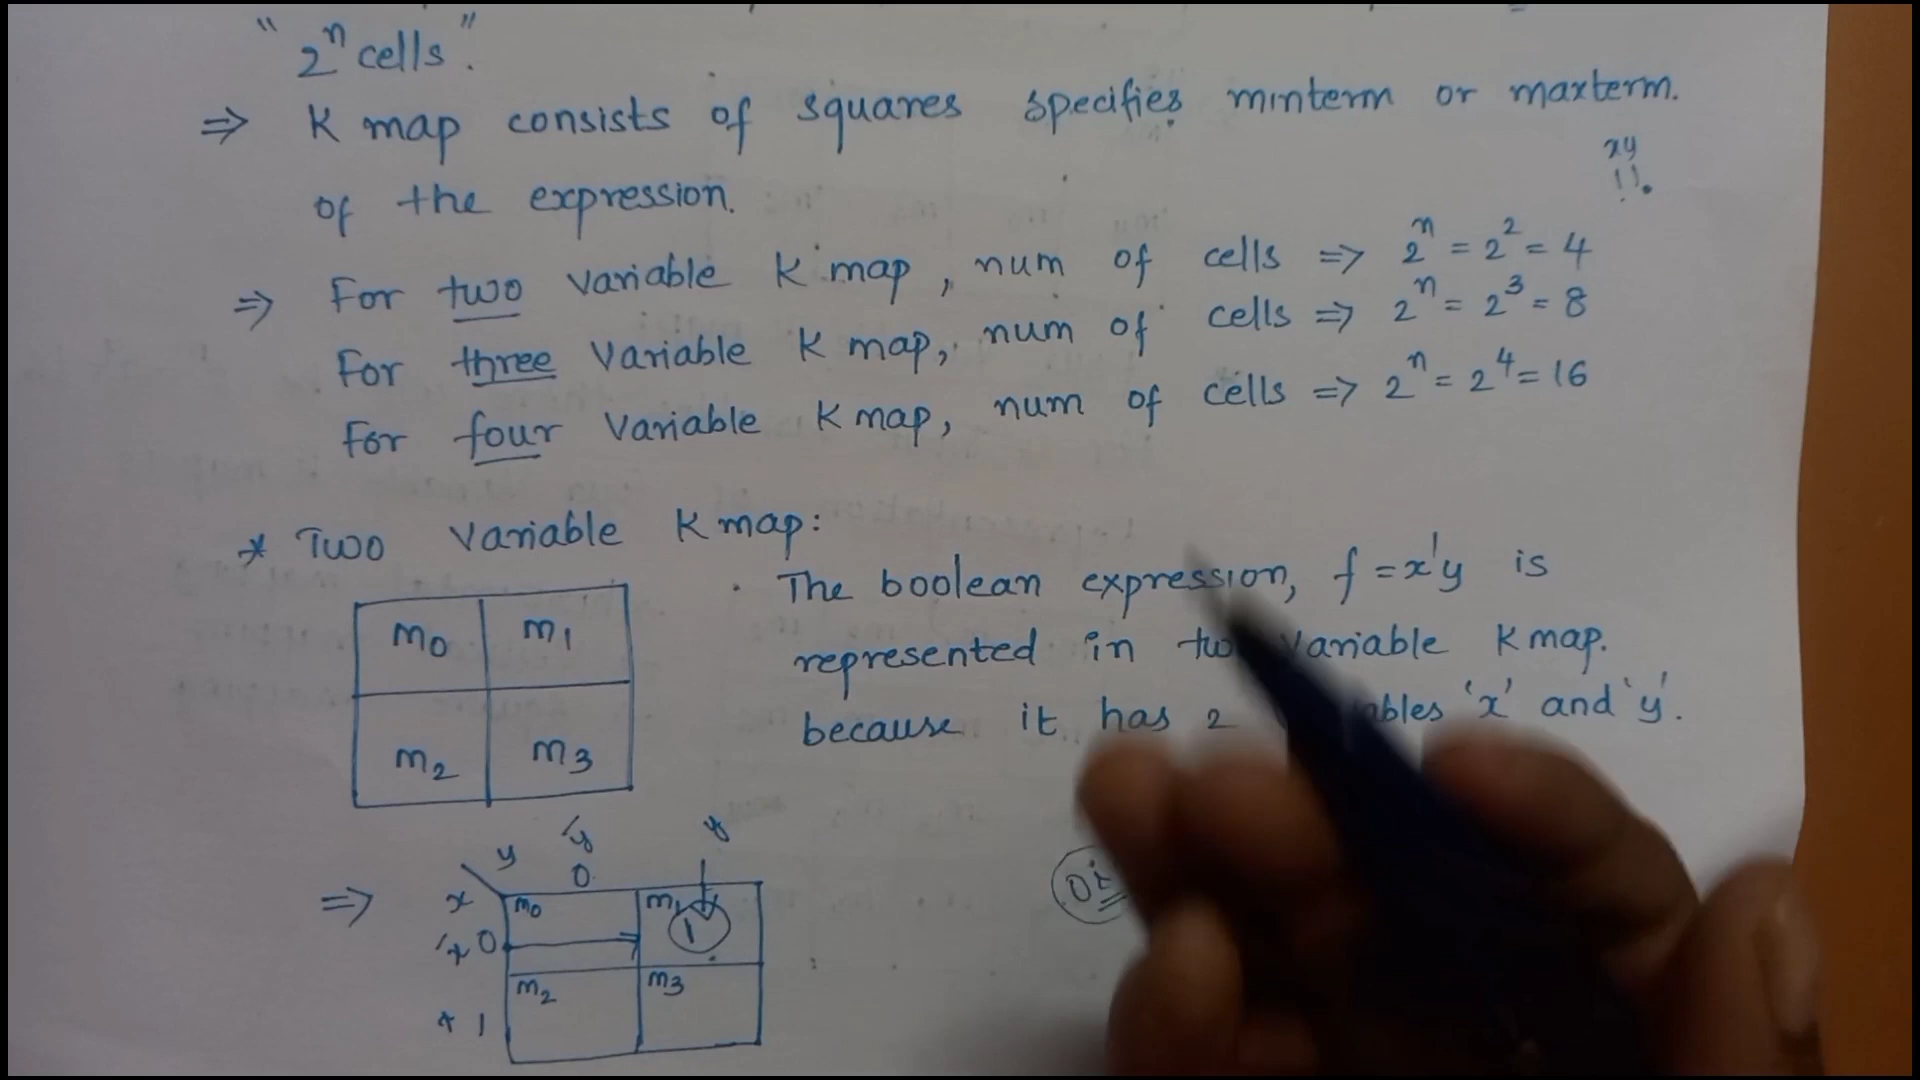 "2ⁿ cells".
⇒ K map consists of squares specifies minterm or maxterm.
of the expression.
xy
11.
⇒ For two variable K map, num of cells ⇒ 2ⁿ = 2² = 4
For three variable K map, num of cells ⇒ 2ⁿ = 2³ = 8
For four variable K map, num of cells ⇒ 2ⁿ = 2⁴ = 16
* Two variable K map:
The boolean expression, f = x'y is
represented in variable K map.
because it has 2 'x' and 'y'.
m0 m1
m2 m3
y y' y
0
⇒ x m0 m1
x' 0 1
m2 m3
x 1